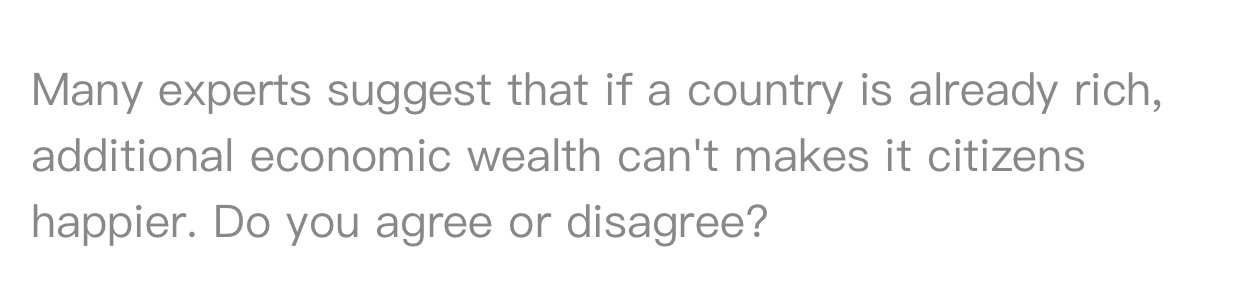 Many experts suggest that if a country is already rich,
additional economic wealth can't makes it citizens
happier. Do you agree or disagree?